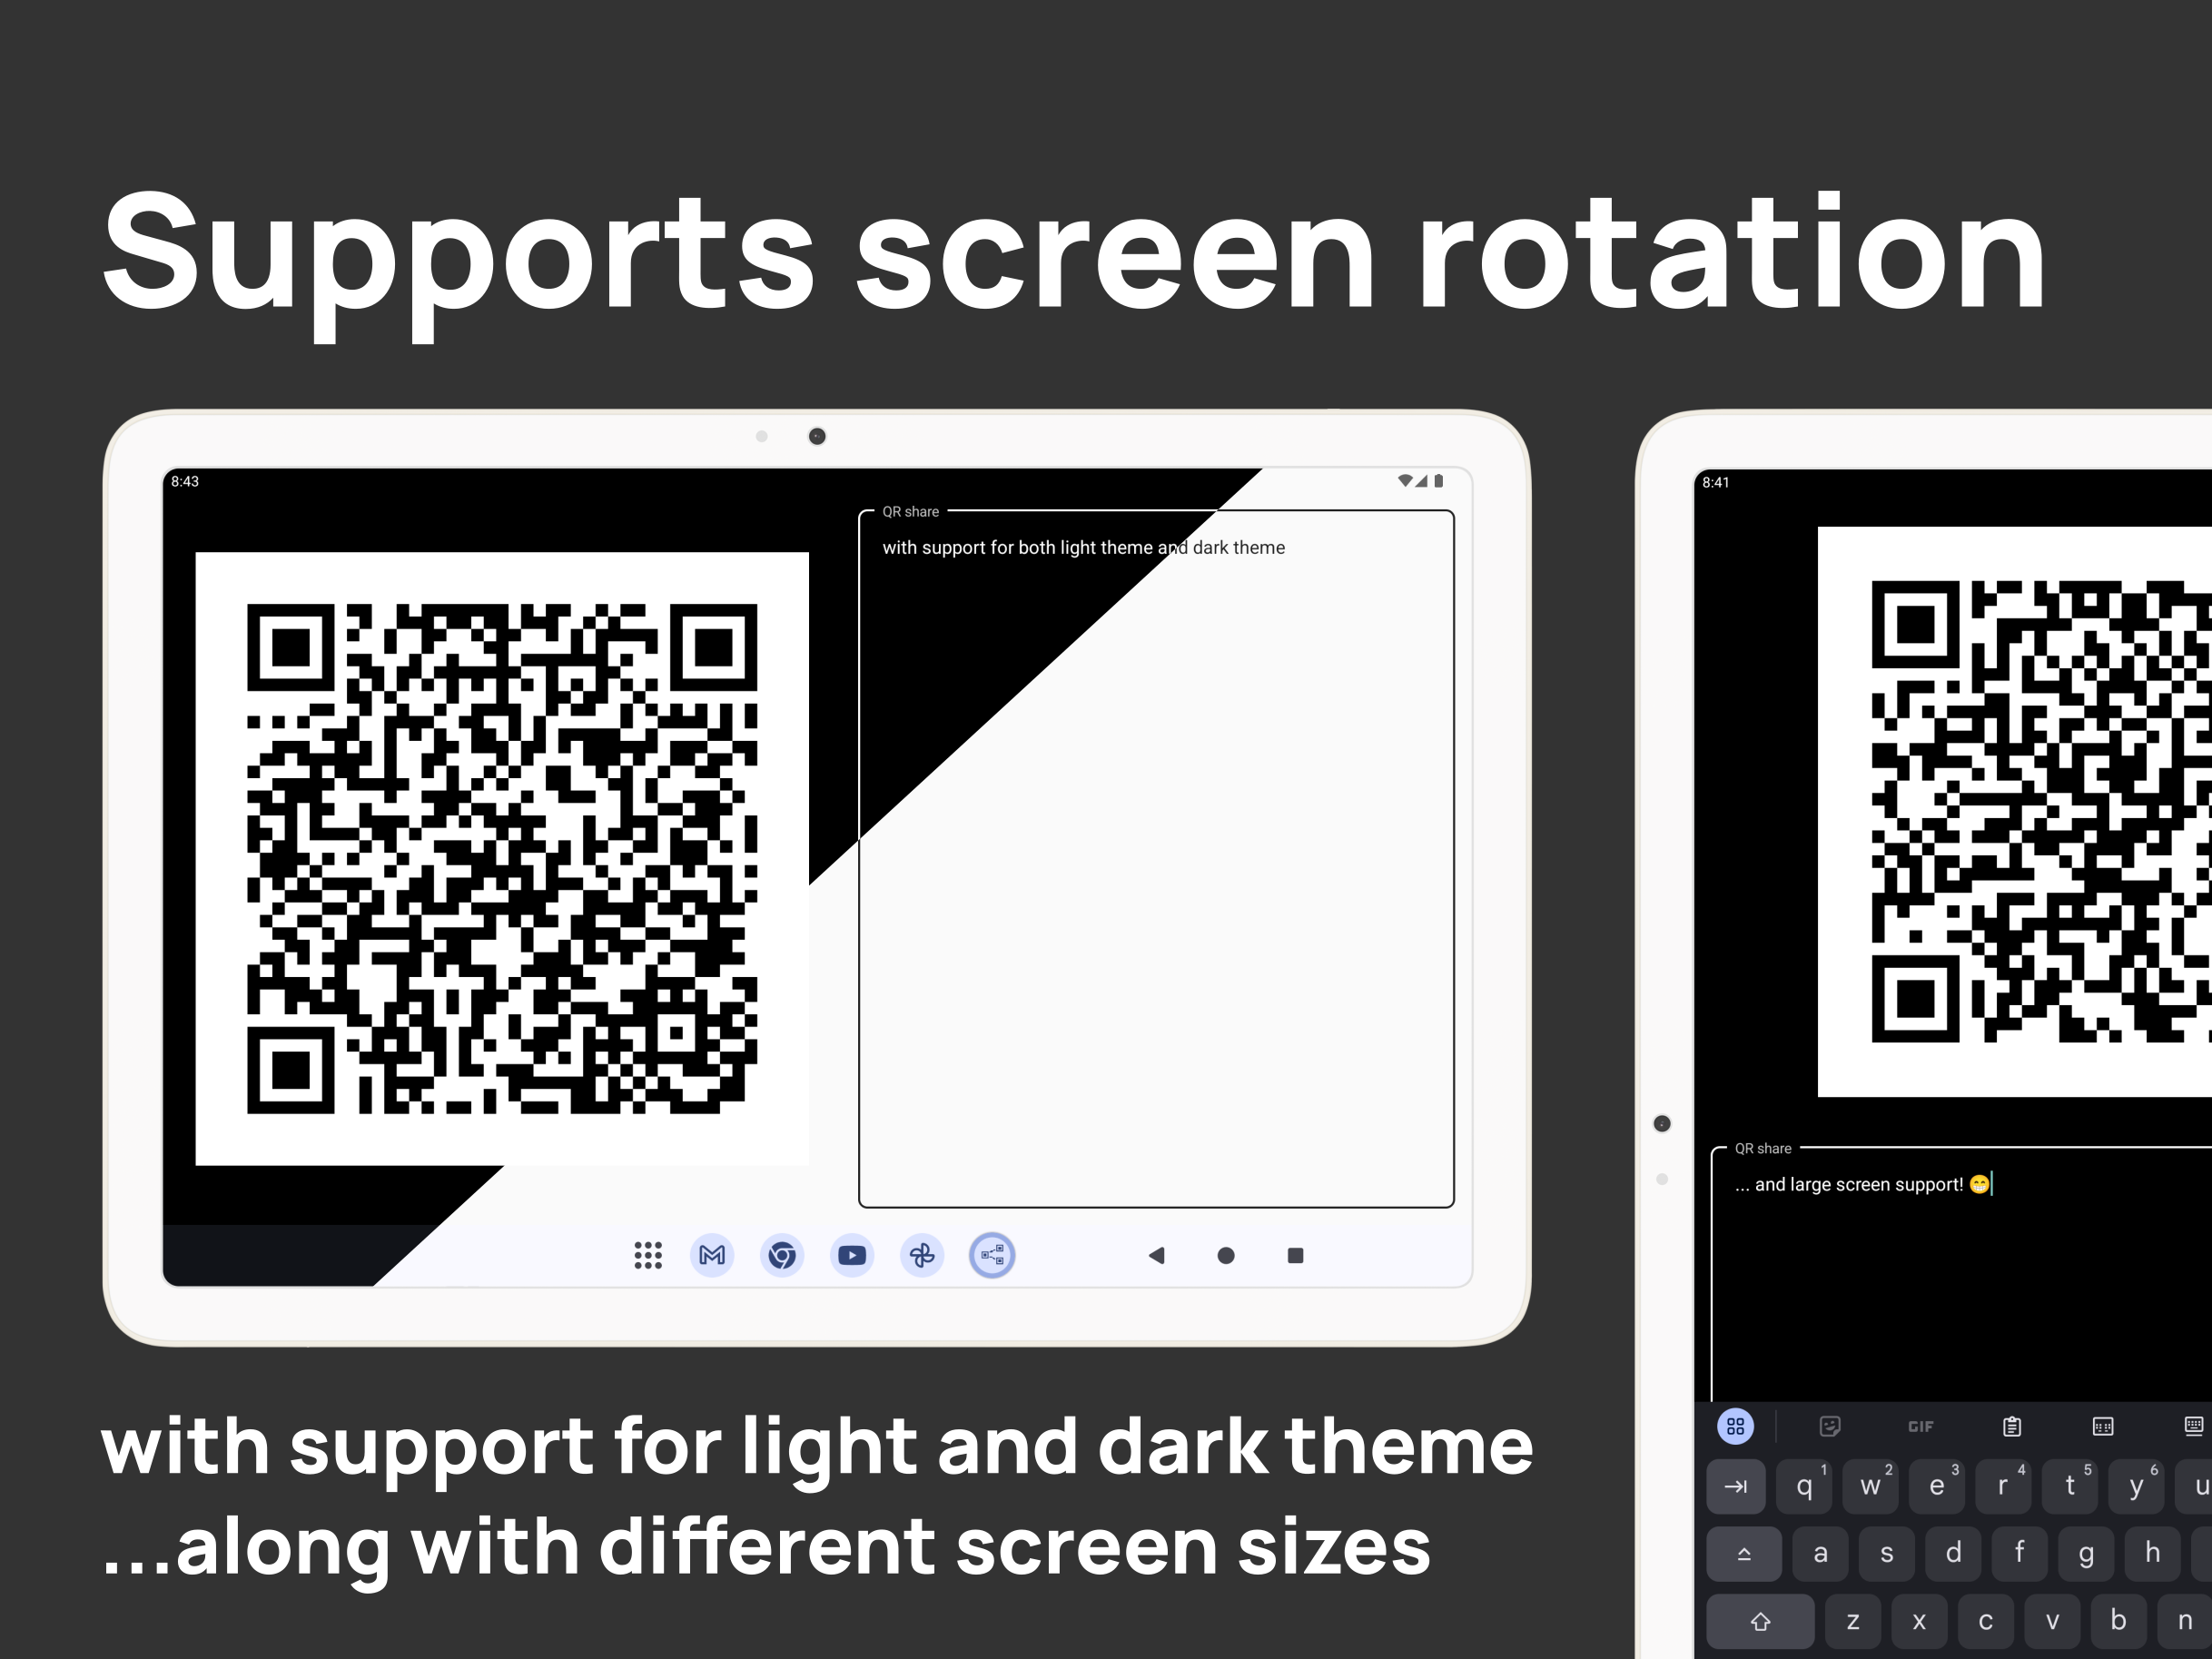 Supports screen rotation
8:43
QR share
with support for both light theme and dark theme
8:41
QR share
... and large screen support! 😁
GIF
q 1 w 2 e 3 r 4 t 5 y 6 u
a s d f g h
z x c v b n
with support for light and dark theme
...along with different screen sizes